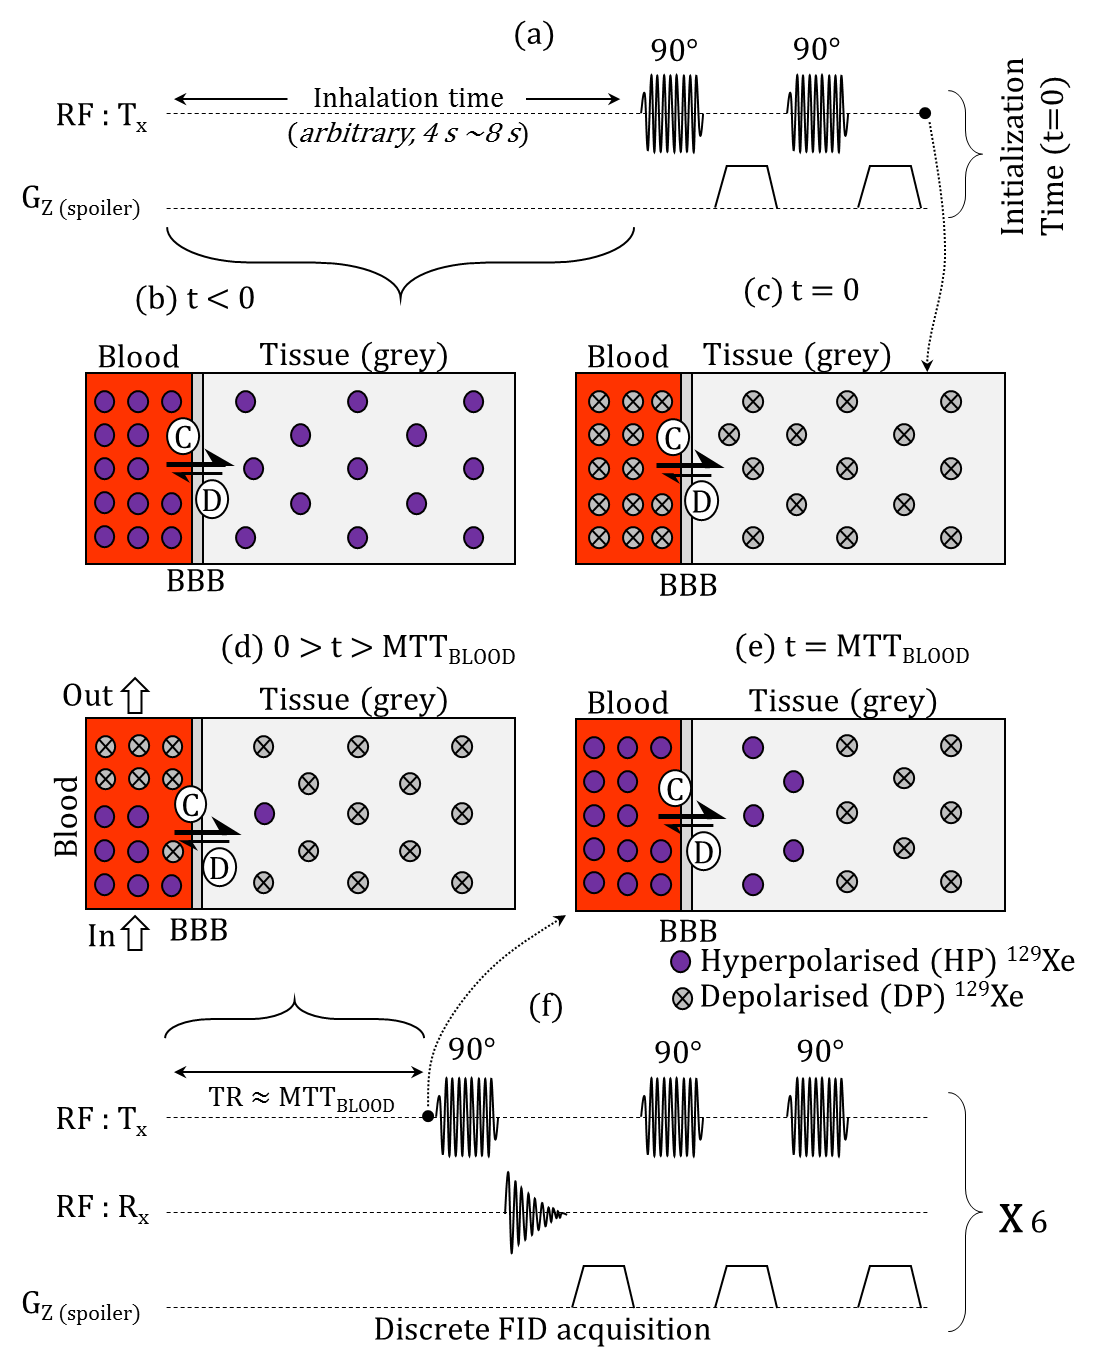 (a)
90°
90°
RF : Tx
Inhalation time
(arbitrary, 4 s ~8 s)
Initialization
Time (t=0)
GZ (spoiler)
(b) t < 0
(c) t = 0
Blood
Tissue (grey)
Blood
Tissue (grey)
C
D
C
D
BBB
BBB
(d) 0 > t > MTTBLOOD
(e) t = MTTBLOOD
Out
Tissue (grey)
Blood
Tissue (grey)
Blood
C
D
C
D
In
BBB
BBB
Hyperpolarised (HP) 129Xe
Depolarised (DP) 129Xe
(f)
90°
90°
90°
TR ≈ MTTBLOOD
RF : Tx
RF : Rx
X 6
GZ (spoiler)
Discrete FID acquisition